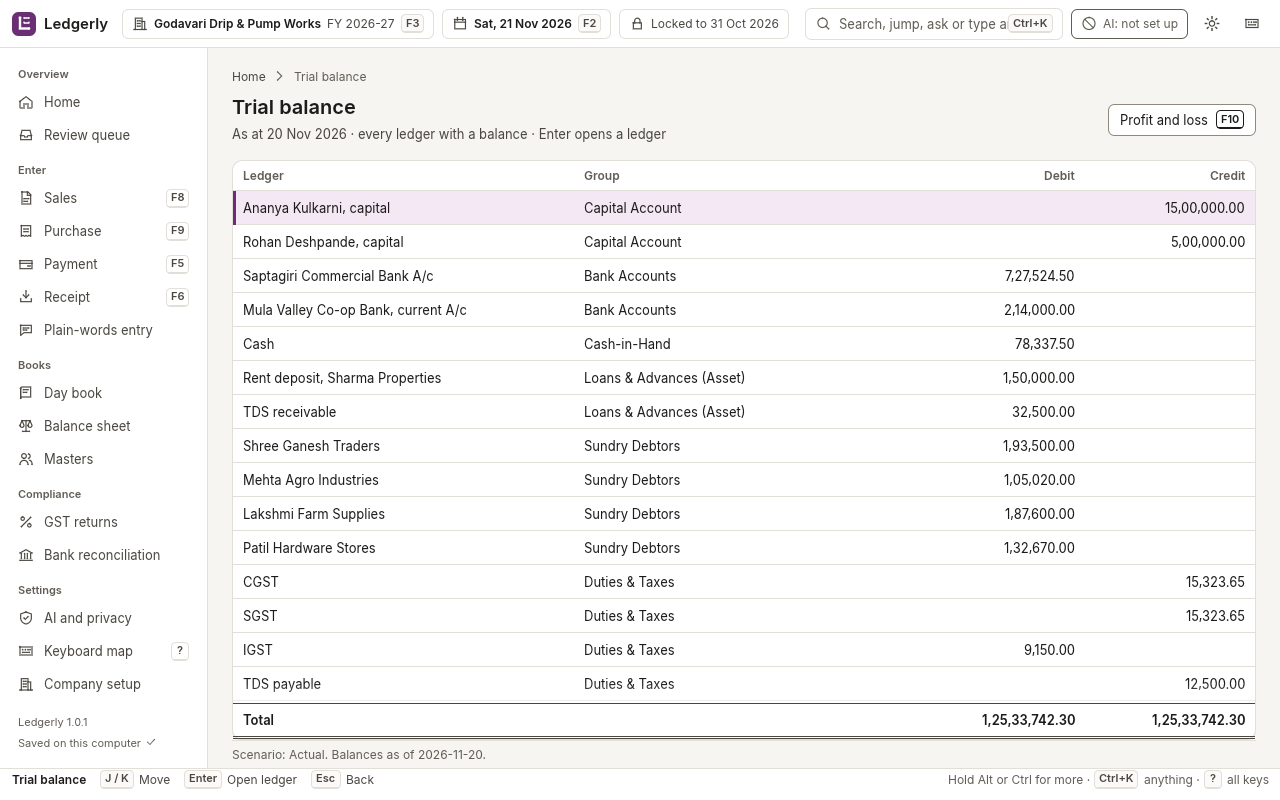 Ledgerly
Godavari Drip & Pump Works FY 2026-27 F3
Sat, 21 Nov 2026 F2
Locked to 31 Oct 2026
Search, jump, ask or type a Ctrl+K
AI: not set up
Overview
Home
Review queue
Enter
Sales F8
Purchase F9
Payment F5
Receipt F6
Plain-words entry
Books
Day book
Balance sheet
Masters
Compliance
GST returns
Bank reconciliation
Settings
AI and privacy
Keyboard map ?
Company setup
Ledgerly 1.0.1
Saved on this computer
Home > Trial balance
Trial balance
As at 20 Nov 2026 · every ledger with a balance · Enter opens a ledger
Profit and loss F10
Ledger Group Debit Credit
Ananya Kulkarni, capital Capital Account 15,00,000.00
Rohan Deshpande, capital Capital Account 5,00,000.00
Saptagiri Commercial Bank A/c Bank Accounts 7,27,524.50
Mula Valley Co-op Bank, current A/c Bank Accounts 2,14,000.00
Cash Cash-in-Hand 78,337.50
Rent deposit, Sharma Properties Loans & Advances (Asset) 1,50,000.00
TDS receivable Loans & Advances (Asset) 32,500.00
Shree Ganesh Traders Sundry Debtors 1,93,500.00
Mehta Agro Industries Sundry Debtors 1,05,020.00
Lakshmi Farm Supplies Sundry Debtors 1,87,600.00
Patil Hardware Stores Sundry Debtors 1,32,670.00
CGST Duties & Taxes 15,323.65
SGST Duties & Taxes 15,323.65
IGST Duties & Taxes 9,150.00
TDS payable Duties & Taxes 12,500.00
Total 1,25,33,742.30 1,25,33,742.30
Scenario: Actual. Balances as of 2026-11-20.
Trial balance J / K Move Enter Open ledger Esc Back
Hold Alt or Ctrl for more · Ctrl+K anything · ? all keys